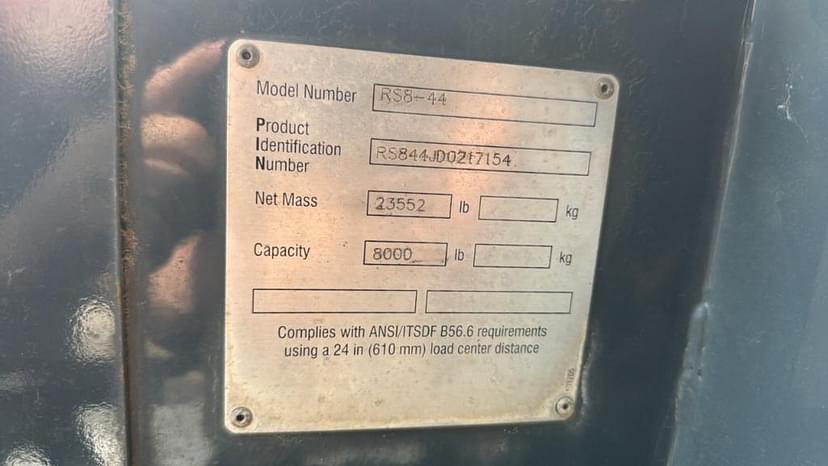 Model Number RS8-44
Product
Identification
Number RS844JD0217154
Net Mass 23552 lb kg
Capacity 8000 lb kg
Complies with ANSI/ITSDF B56.6 requirements
using a 24 in (610 mm) load center distance